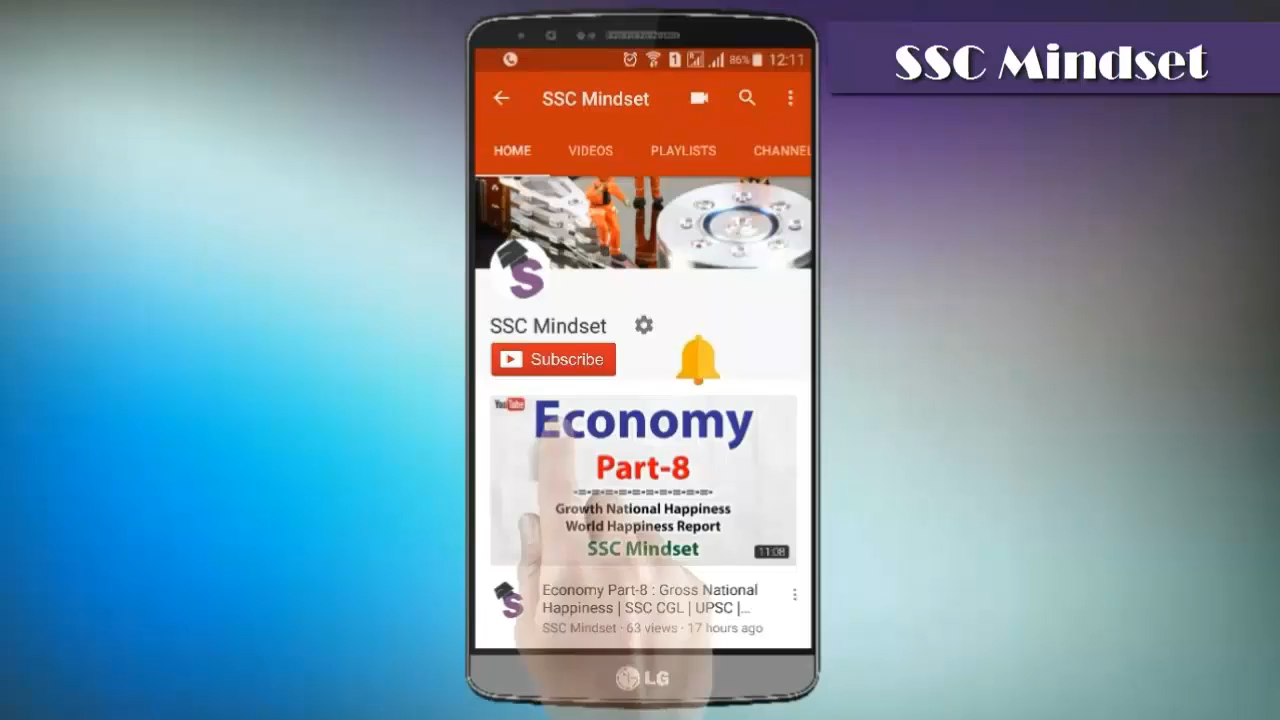 SSC Mindset
1 86% 12:11
SSC Mindset
HOME VIDEOS PLAYLISTS CHANNEL
S
SSC Mindset
Subscribe
YouTube
Economy
Part-8
Growth National Happiness
World Happiness Report
SSC Mindset
11:08
S
Economy Part-8 : Gross National
Happiness | SSC CGL | UPSC |...
SSC Mindset · 63 views · 17 hours ago
LG